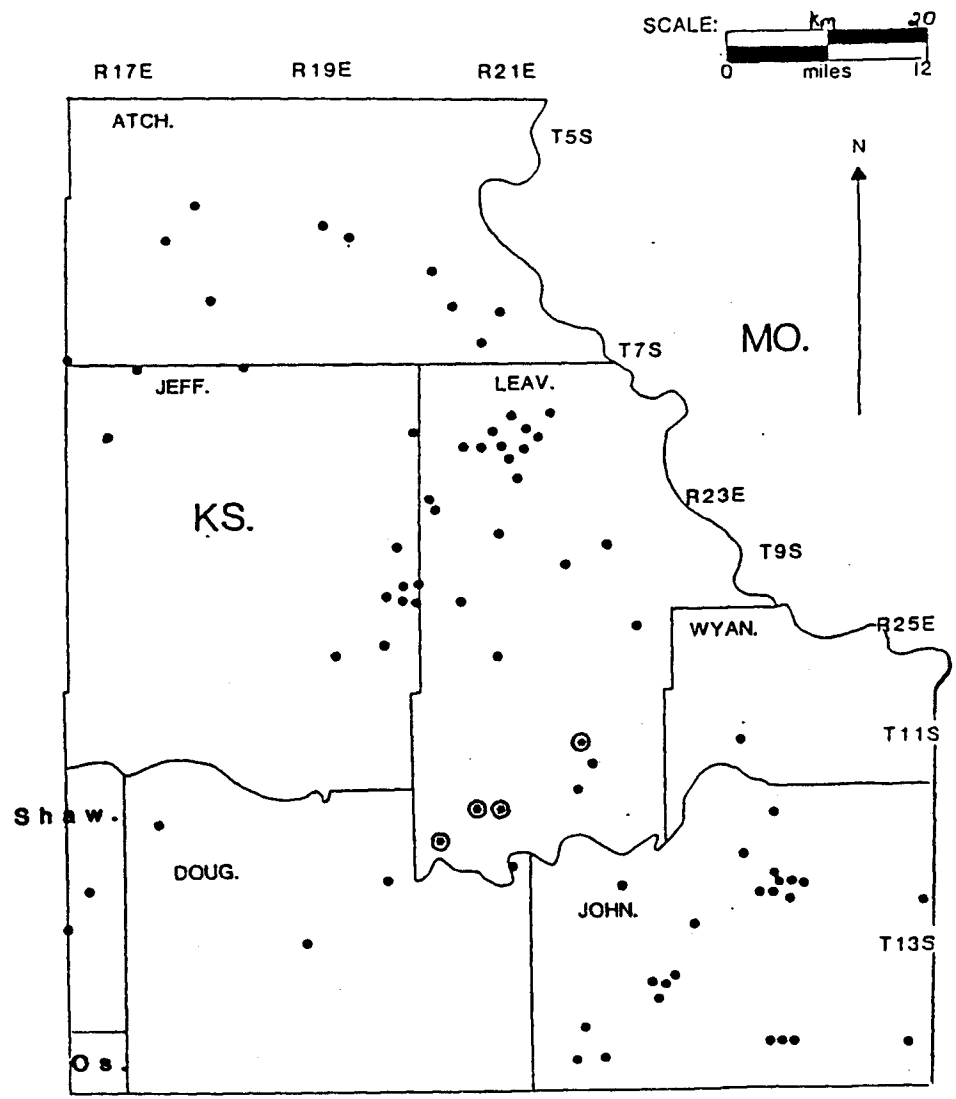 SCALE: km 20
0 miles 12
R17E R19E R21E
ATCH.
T5S
N
MO.
T7S
JEFF. LEAV.
KS.
R23E
T9S
WYAN. R25E
T11S
Shaw.
DOUG.
JOHN.
T13S
Os.